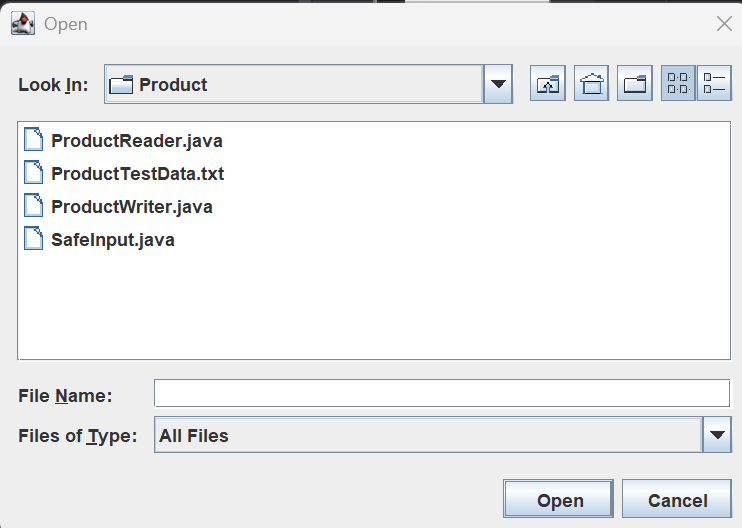 Open
Look In: Product
ProductReader.java
ProductTestData.txt
ProductWriter.java
SafeInput.java
File Name:
Files of Type: All Files
Open Cancel